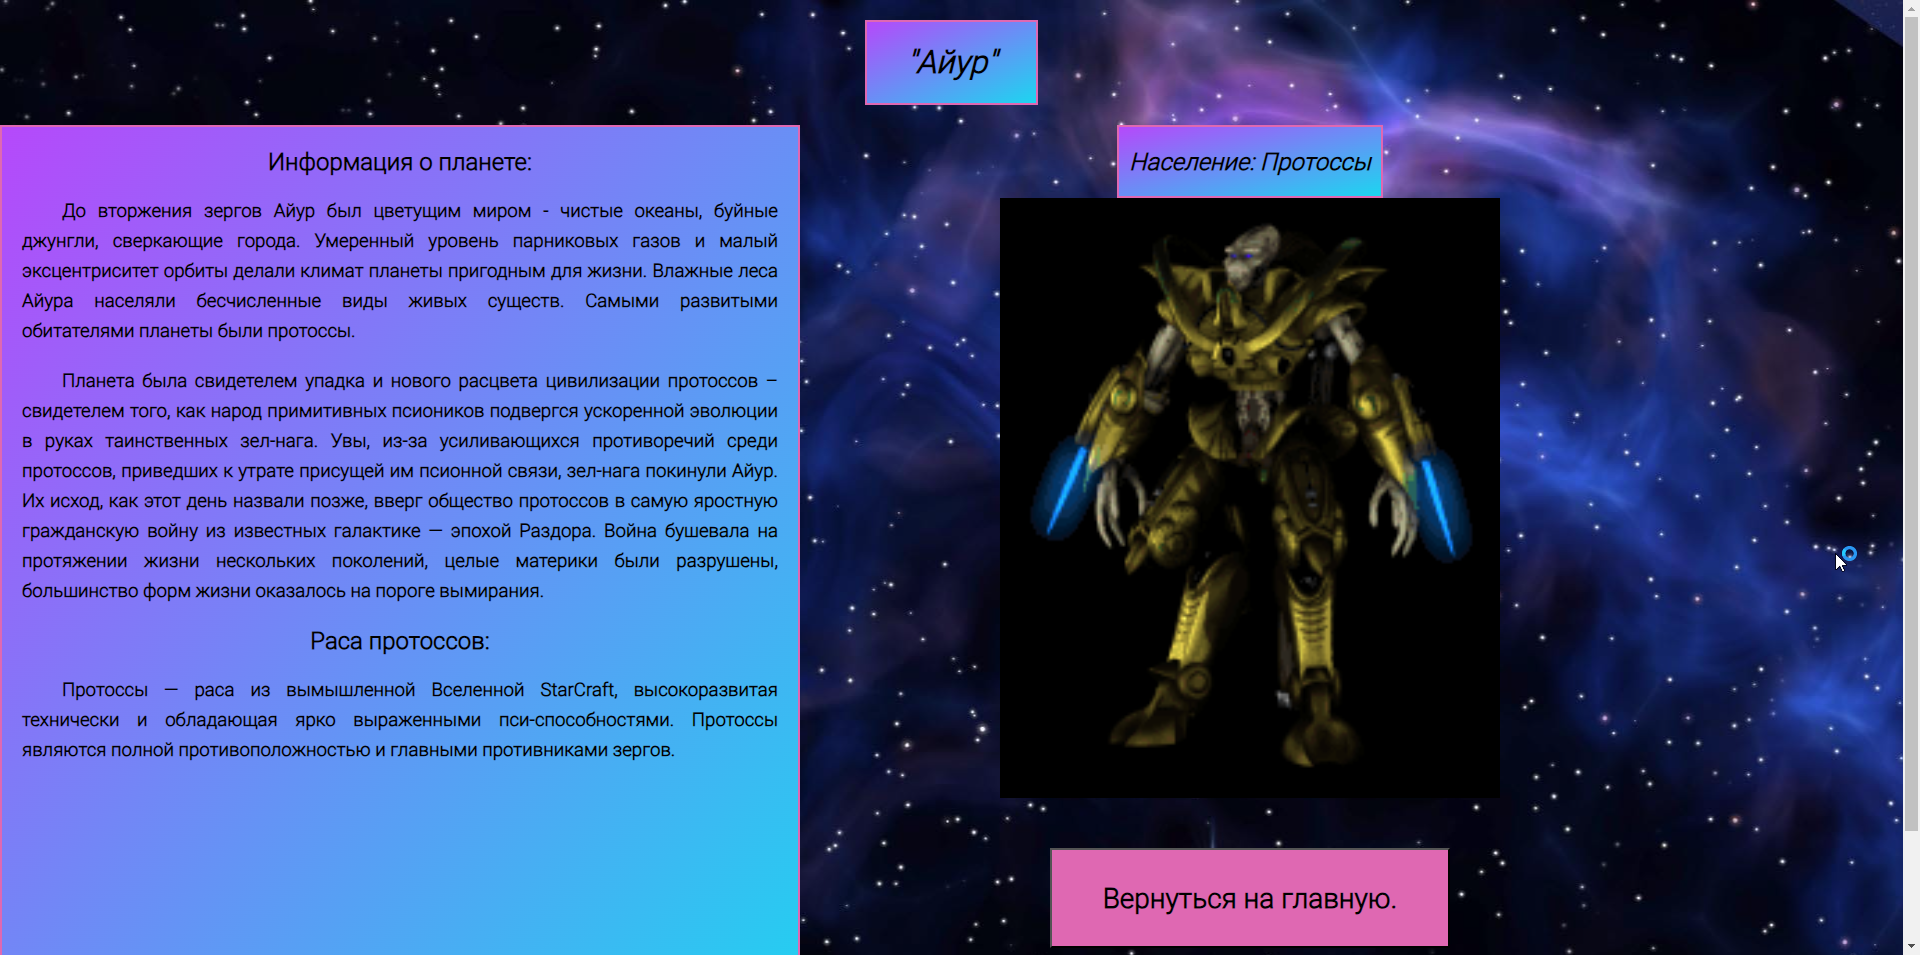 "Айур"
Информация о планете:
До вторжения зергов Айур был цветущим миром - чистые океаны, буйные
джунгли, сверкающие города. Умеренный уровень парниковых газов и малый
эксцентриситет орбиты делали климат планеты пригодным для жизни. Влажные леса
Айура населяли бесчисленные виды живых существ. Самыми развитыми
обитателями планеты были протоссы.
Планета была свидетелем упадка и нового расцвета цивилизации протоссов –
свидетелем того, как народ примитивных псиоников подвергся ускоренной эволюции
в руках таинственных зел-нага. Увы, из-за усиливающихся противоречий среди
протоссов, приведших к утрате присущей им псионной связи, зел-нага покинули Айур.
Их исход, как этот день назвали позже, вверг общество протоссов в самую яростную
гражданскую войну из известных галактике — эпохой Раздора. Война бушевала на
протяжении жизни нескольких поколений, целые материки были разрушены,
большинство форм жизни оказалось на пороге вымирания.
Раса протоссов:
Протоссы — раса из вымышленной Вселенной StarCraft, высокоразвитая
технически и обладающая ярко выраженными пси-способностями. Протоссы
являются полной противоположностью и главными противниками зергов.
Население: Протоссы
Вернуться на главную.